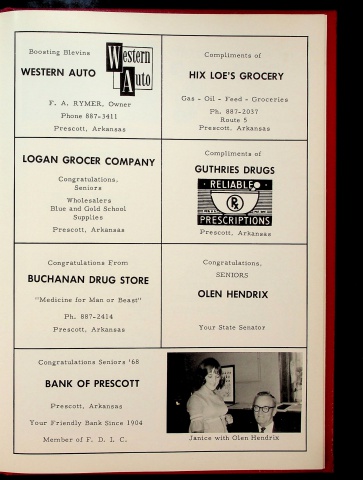 Boosting Blevins
WESTERN AUTO
Western
Auto
F. A. RYMER, Owner
Phone 887-3411
Prescott, Arkansas
Compliments of
HIX LOE'S GROCERY
Gas - Oil - Feed - Groceries
Ph. 887-2037
Route 5
Prescott, Arkansas
LOGAN GROCER COMPANY
Congratulations,
Seniors
Wholesalers
Blue and Gold School
Supplies
Prescott, Arkansas
Compliments of
GUTHRIES DRUGS
RELIABLE
Rx
PRESCRIPTIONS
Prescott, Arkansas
Congratulations From
BUCHANAN DRUG STORE
"Medicine for Man or Beast"
Ph. 887-2414
Prescott, Arkansas
Congratulations,
SENIORS
OLEN HENDRIX
Your State Senator
Congratulations Seniors '68
BANK OF PRESCOTT
Prescott, Arkansas
Your Friendly Bank Since 1904
Member of F. D. I. C.
Janice with Olen Hendrix